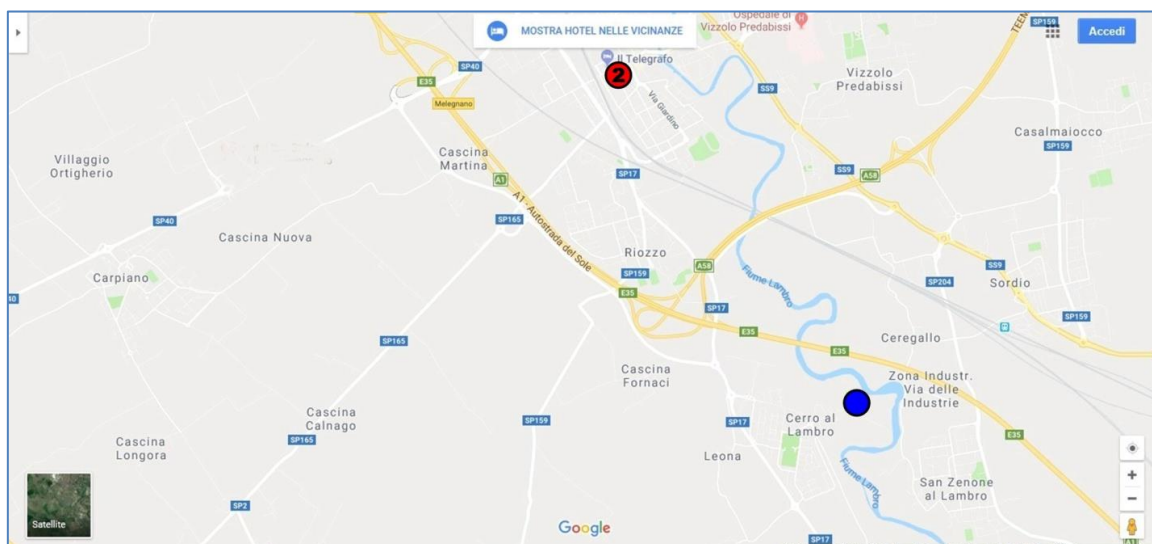 MOSTRA HOTEL NELLE VICINANZE
Ospedale di
Vizzolo Predabissi
SP159
Accedi
Il Telegrafo
2
SP40
E35
Melegnano
Via Giardino
SS9
Vizzolo
Predabissi
Casalmaiocco
SP159
Villaggio
Ortigherio
Cascina
Martina
A1
SP17
SS9
A58
A1 - Autostrada del Sole
SP40
SP165
Cascina Nuova
Riozzo
A58
SS9
Carpiano
SP159
E35
Fiume Lambro
SP204
Sordio
40
SP17
SP159
E35
SP165
E35
Ceregallo
Cascina
Fornaci
Zona Industr.
Via delle
Industrie
Cascina
Calnago
SP159
SP17
Cerro al
Lambro
E35
Cascina
Longora
SP165
Leona
Fiume Lambro
San Zenone
al Lambro
SP2
Satellite
Google
A1